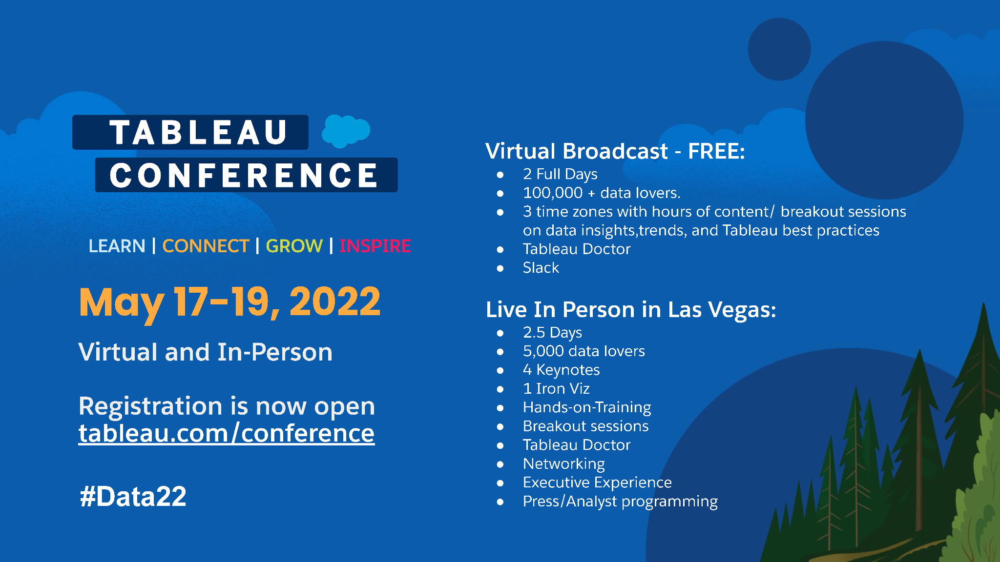 TABLEAU
CONFERENCE
LEARN | CONNECT | GROW | INSPIRE
May 17-19, 2022
Virtual and In-Person
Registration is now open
tableau.com/conference
#Data22
Virtual Broadcast - FREE:
● 2 Full Days
● 100,000 + data lovers.
● 3 time zones with hours of content/ breakout sessions
on data insights,trends, and Tableau best practices
● Tableau Doctor
● Slack
Live In Person in Las Vegas:
● 2.5 Days
● 5,000 data lovers
● 4 Keynotes
● 1 Iron Viz
● Hands-on-Training
● Breakout sessions
● Tableau Doctor
● Networking
● Executive Experience
● Press/Analyst programming